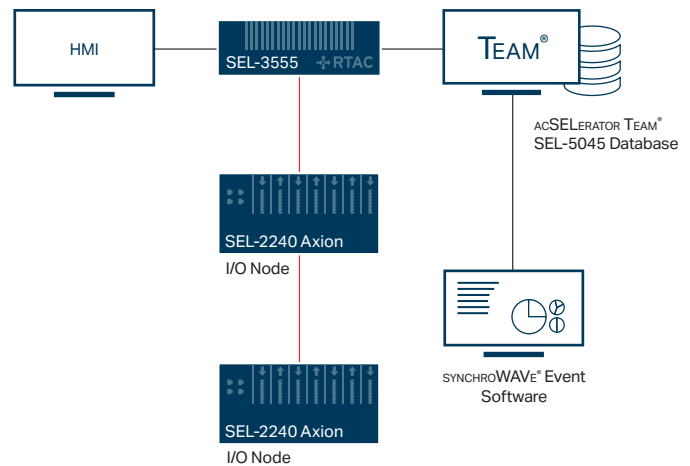 HMI
SEL-3555
RTAC
TEAM®
ACSELERATOR TEAM®
SEL-5045 Database
SEL-2240 Axion
I/O Node
SYNCHROWAVE® Event
Software
SEL-2240 Axion
I/O Node